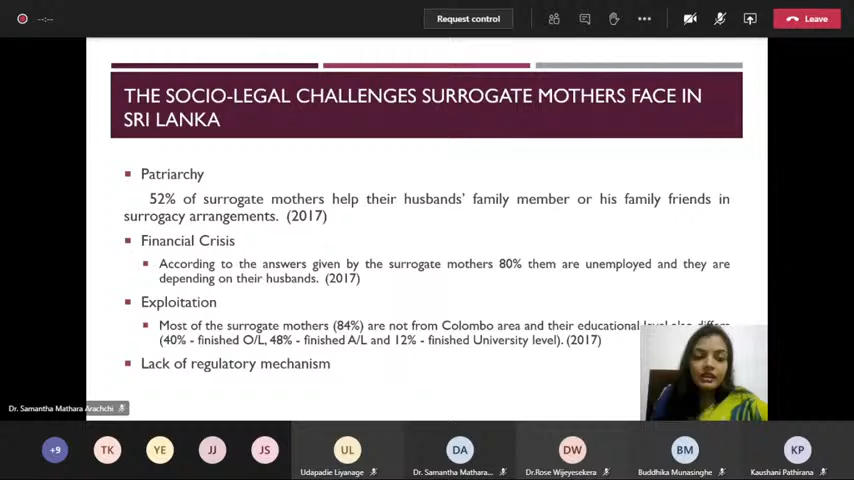 --:--
Request control
Leave
THE SOCIO-LEGAL CHALLENGES SURROGATE MOTHERS FACE IN
SRI LANKA
Patriarchy
52% of surrogate mothers help their husbands' family member or his family friends in
surrogacy arrangements. (2017)
Financial Crisis
According to the answers given by the surrogate mothers 80% them are unemployed and they are
depending on their husbands. (2017)
Exploitation
Most of the surrogate mothers (84%) are not from Colombo area and their educational level also differs
(40% - finished O/L, 48% - finished A/L and 12% - finished University level). (2017)
Lack of regulatory mechanism
Dr. Samantha Mathara Arachchi
+9
TK
YE
JJ
JS
UL
DA
DW
BM
KP
Udapadie Liyanage
Dr. Samantha Mathara...
Dr.Rose Wijeyesekera
Buddhika Munasinghe
Kaushani Pathirana